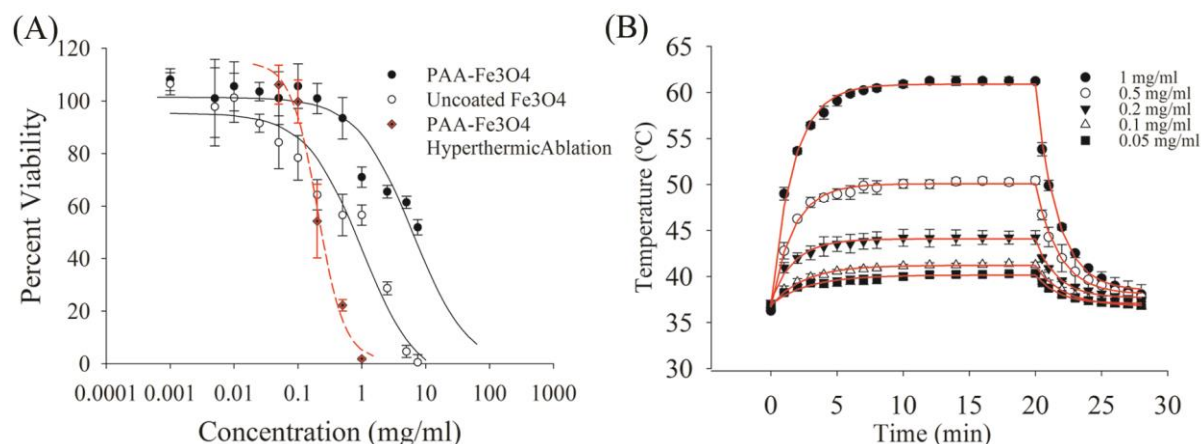 (A)
120
100
80
60
40
20
0
Percent Viability
PAA-Fe3O4
Uncoated Fe3O4
PAA-Fe3O4
HyperthermicAblation
0.0001 0.001 0.01 0.1 1 10 100 1000
Concentration (mg/ml)
(B)
65
60
55
50
45
40
35
30
Temperature (ºC)
1 mg/ml
0.5 mg/ml
0.2 mg/ml
0.1 mg/ml
0.05 mg/ml
0 5 10 15 20 25 30
Time (min)